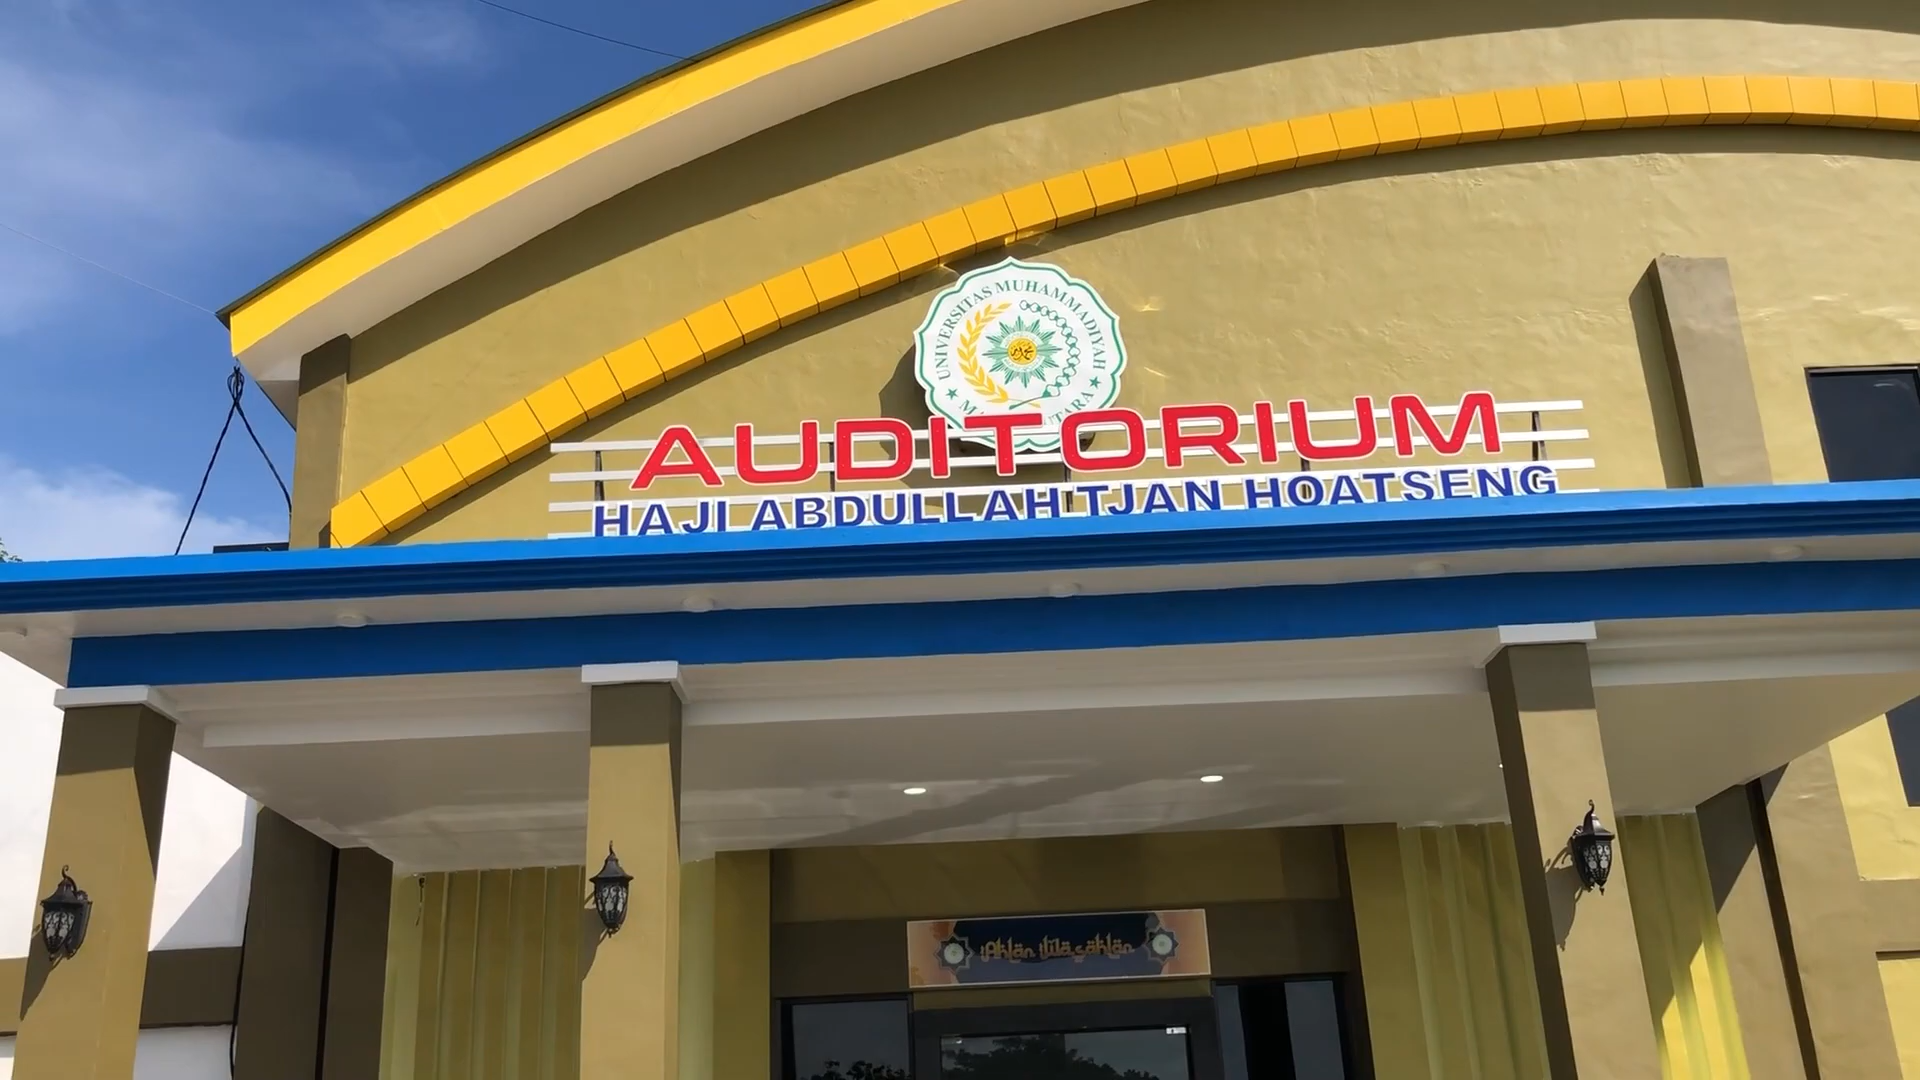 UNIVERSITAS MUHAMMADIYAH
AUDITORIUM
HAJI ABDULLAH TJAN HOATSENG
Ahlan Wa Sahlan